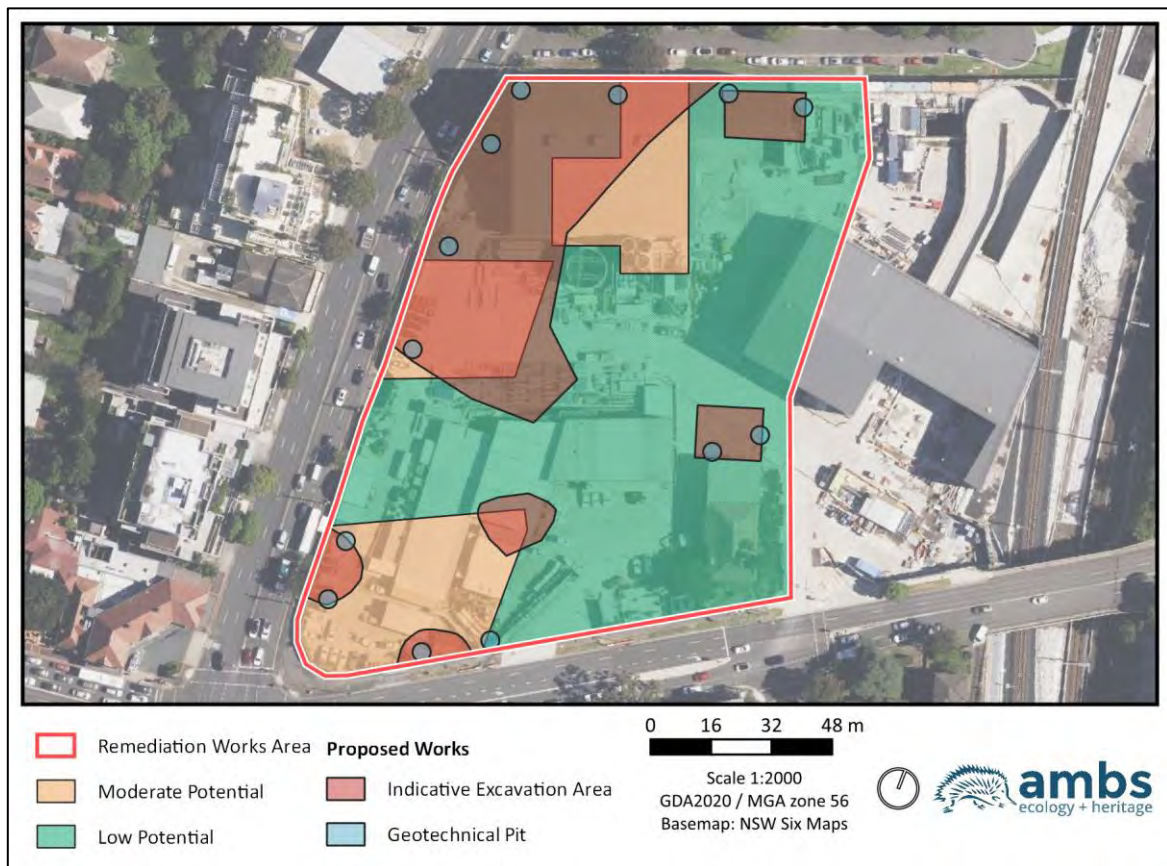 Remediation Works Area
Moderate Potential
Low Potential
Proposed Works
Indicative Excavation Area
Geotechnical Pit
0 16 32 48 m
Scale 1:2000
GDA2020 / MGA zone 56
Basemap: NSW Six Maps
ambs
ecology + heritage